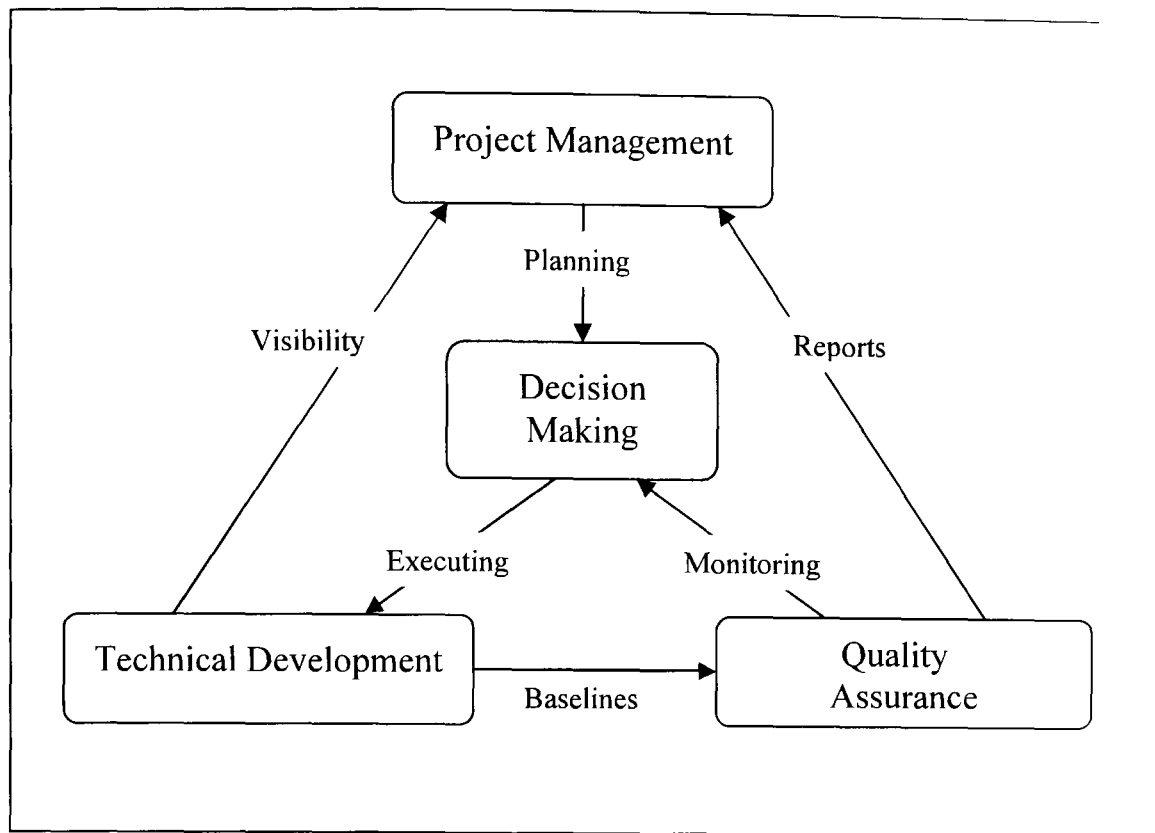 Project Management
Planning
Visibility
Reports
Decision
Making
Executing
Monitoring
Technical Development
Quality
Assurance
Baselines